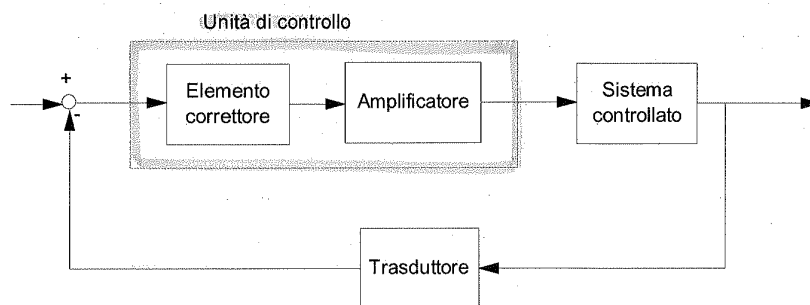 Unità di controllo
+
-
Elemento
correttore
Amplificatore
Sistema
controllato
Trasduttore